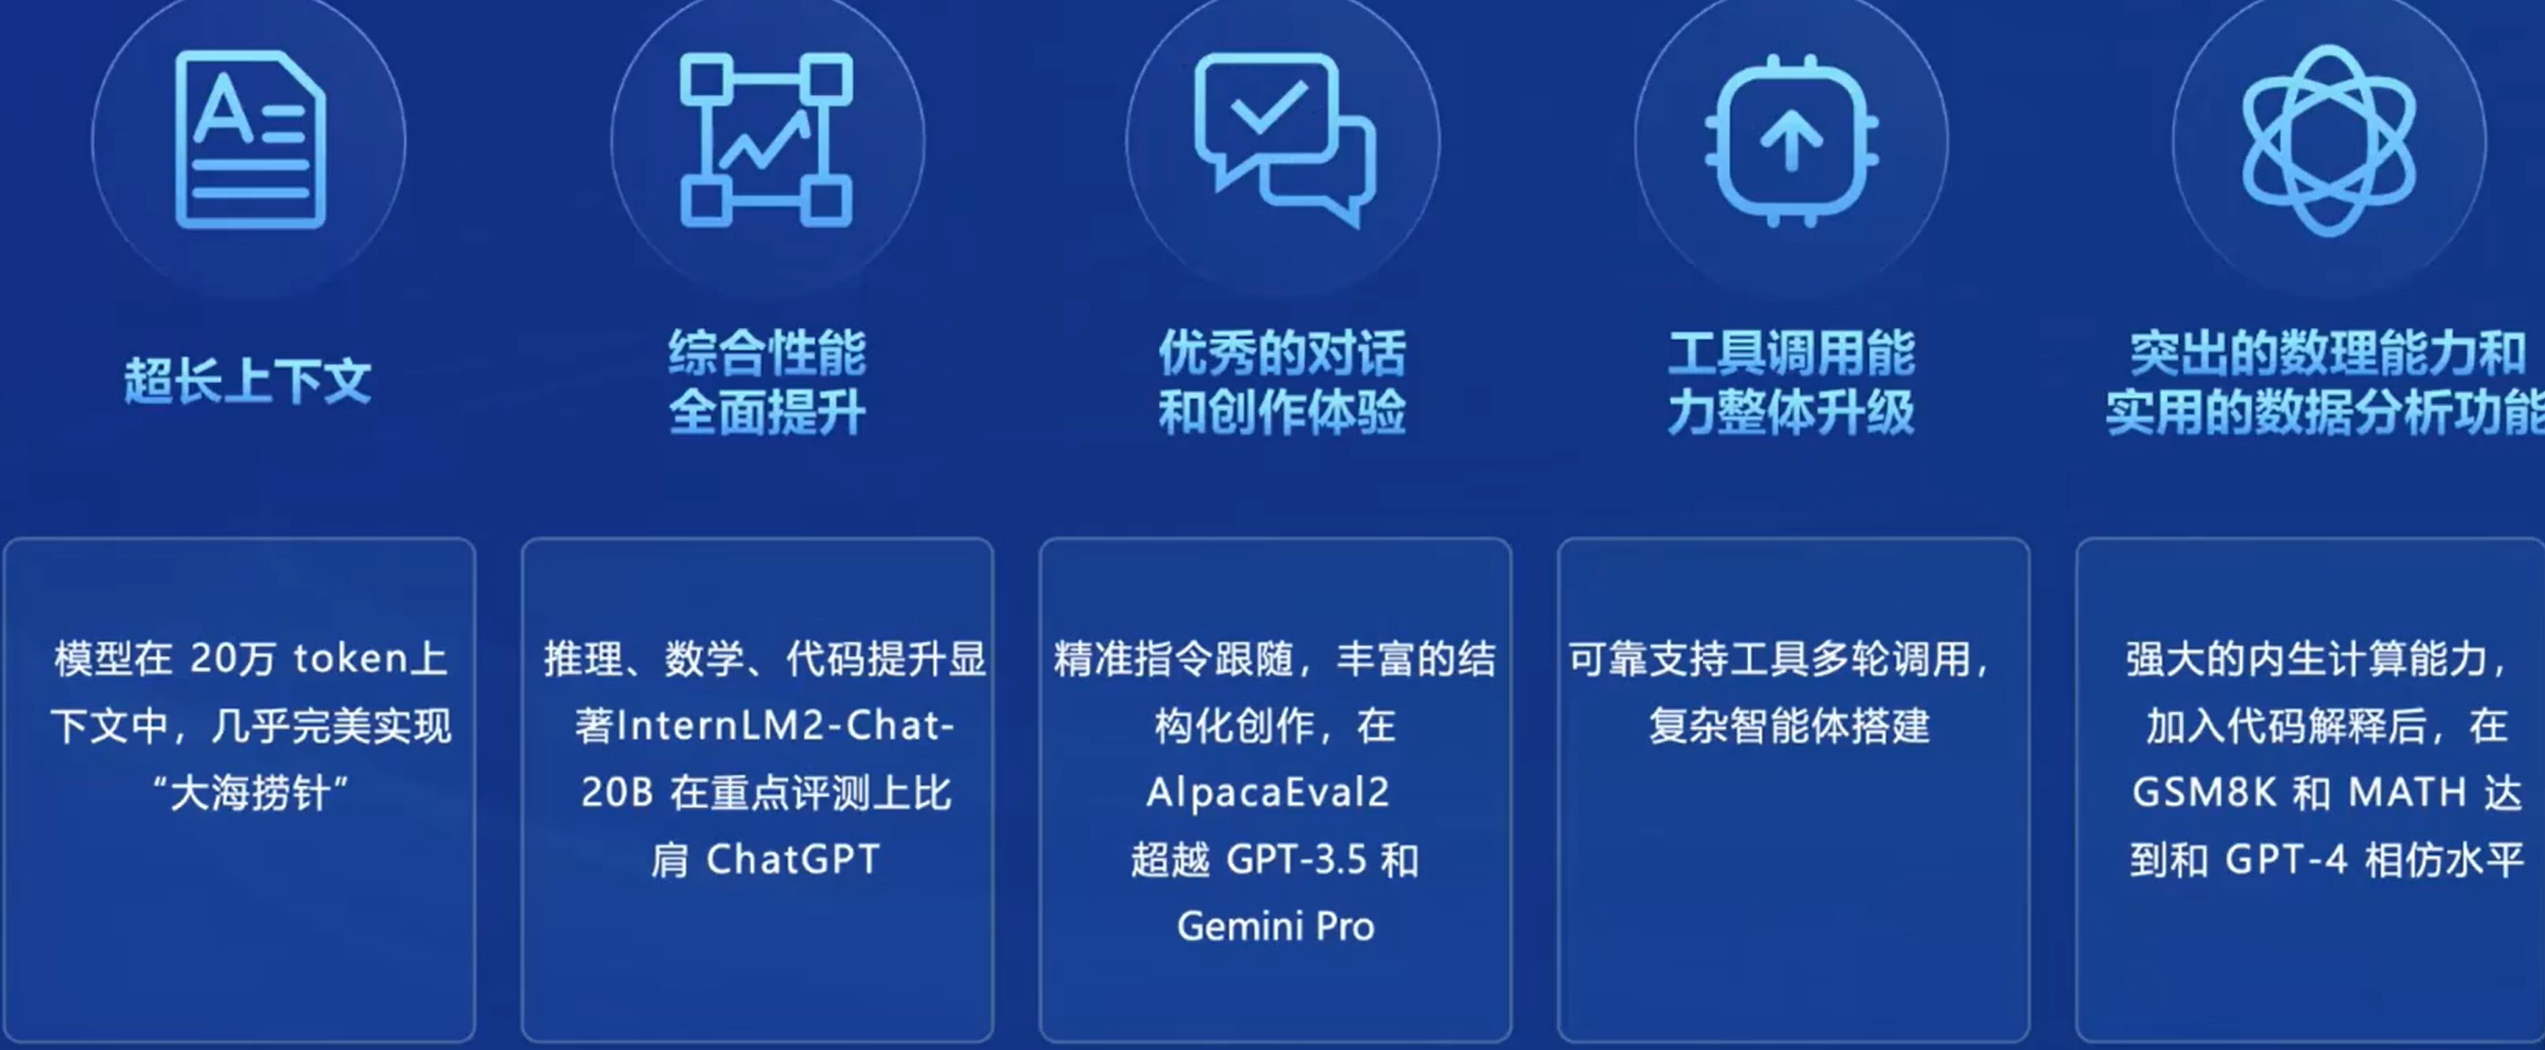 超长上下文
综合性能
全面提升
优秀的对话
和创作体验
工具调用能
力整体升级
突出的数理能力和
实用的数据分析功能
模型在 20万 token上
下文中，几乎完美实现
“大海捞针”
推理、数学、代码提升显
著InternLM2-Chat-
20B 在重点评测上比
肩 ChatGPT
精准指令跟随，丰富的结
构化创作，在
AlpacaEval2
超越 GPT-3.5 和
Gemini Pro
可靠支持工具多轮调用，
复杂智能体搭建
强大的内生计算能力，
加入代码解释后，在
GSM8K 和 MATH 达
到和 GPT-4 相仿水平